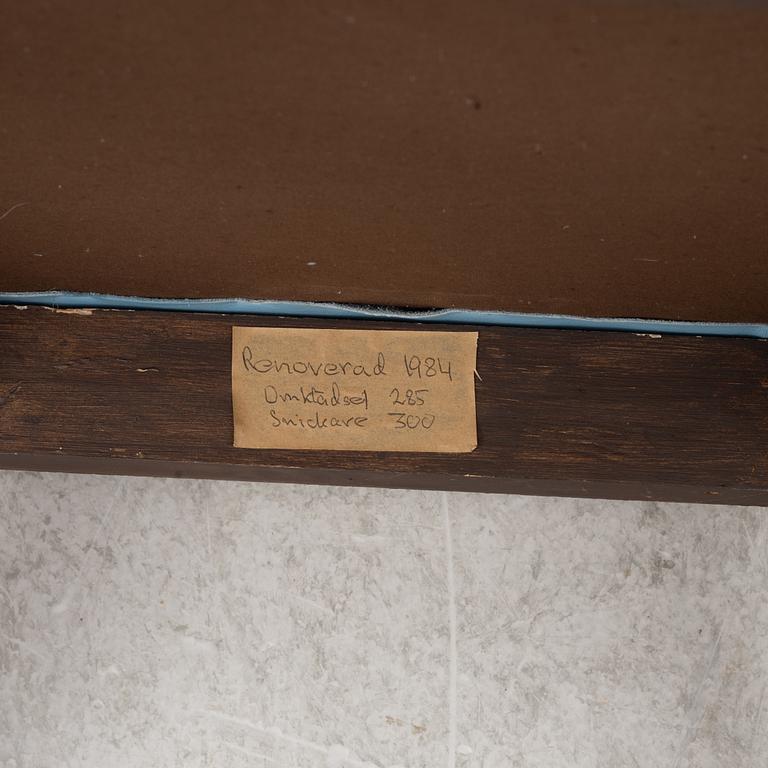 Renoverad 1984
Omklädsel 285
Snickare 300